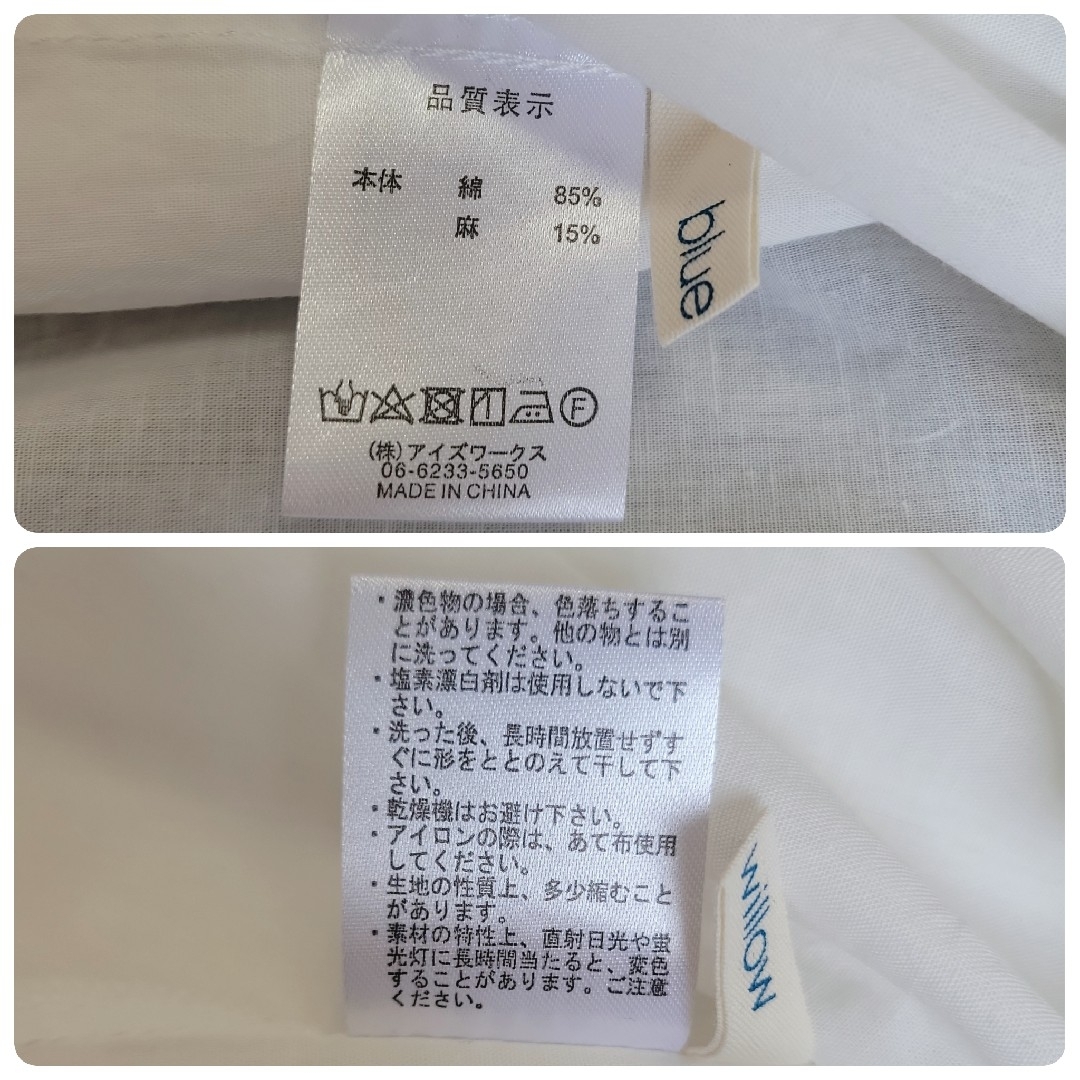 品質表示
本体 綿 85%
麻 15%
blue
F
(株)アイズワークス
06-6233-5650
MADE IN CHINA
・濃色物の場合、色落ちするこ
とがあります。他の物とは別
に洗ってください。
・塩素漂白剤は使用しないで下
さい。
・洗った後、長時間放置せずす
ぐに形をととのえて干して下
さい。
・乾燥機はお避け下さい。
・アイロンの際は、あて布使用
してください。
・生地の性質上、多少縮むこと
があります。
・素材の特性上、直射日光や蛍
光灯に長時間当たると、変色
することがあります。ご注意
ください。
willow